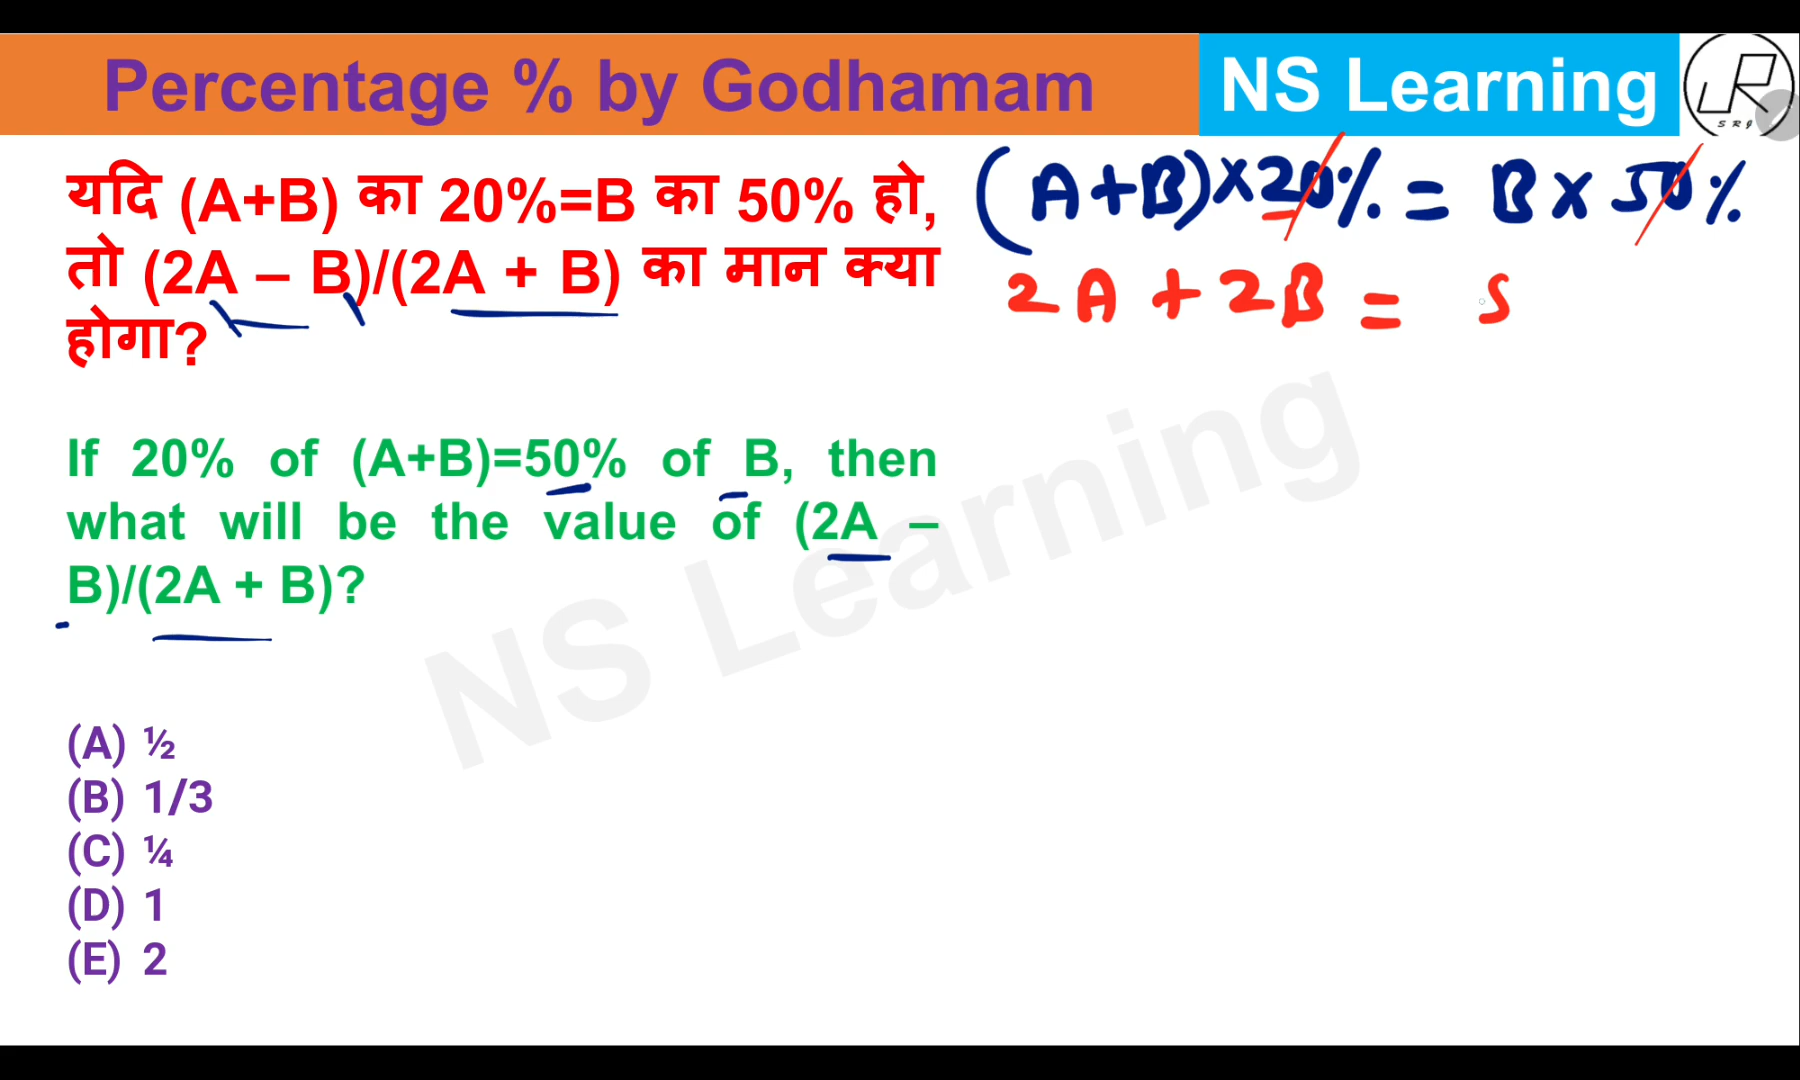 Percentage % by Godhamam
NS Learning
SRJ
यदि (A+B) का 20%=B का 50% हो,
तो (2A – B)/(2A + B) का मान क्या
होगा?
(A+B)×20% = B×50%
2A+2B = 5
If 20% of (A+B)=50% of B, then
what will be the value of (2A –
B)/(2A + B)?
NS Learning
(A) ½
(B) 1/3
(C) ¼
(D) 1
(E) 2